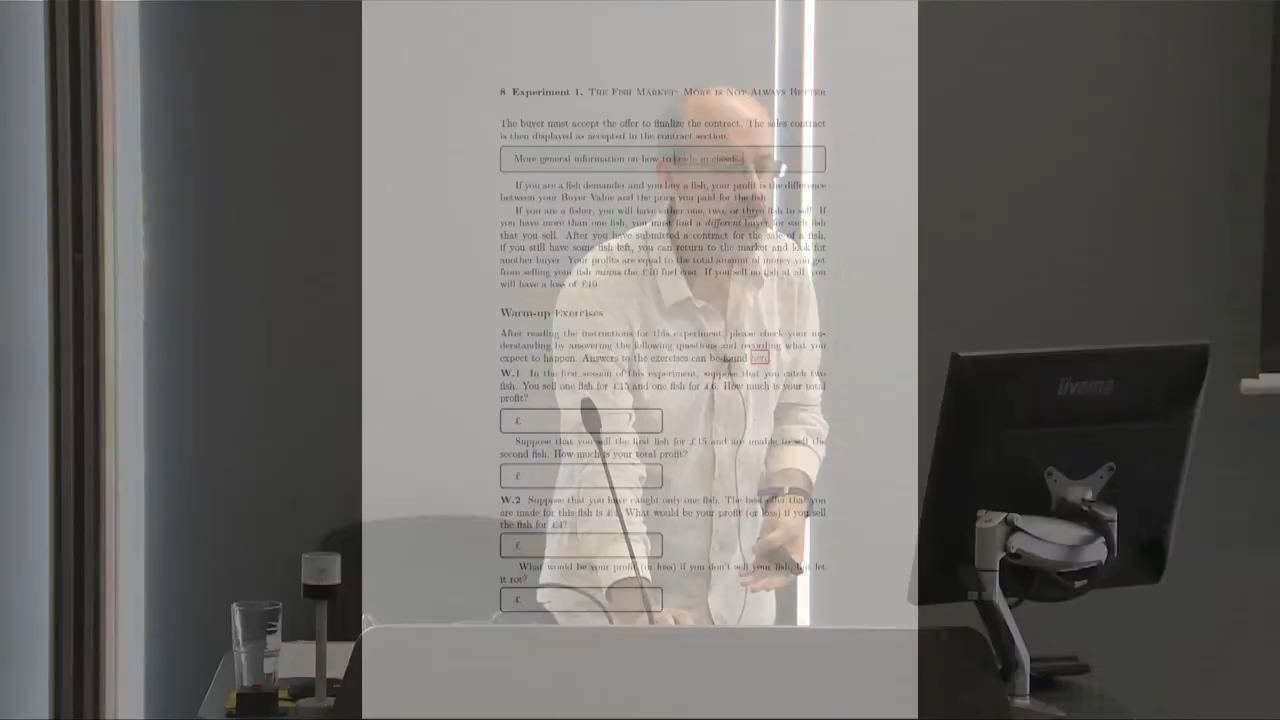 8 Experiment 1. The Fish Market: More is Not Always Better
The buyer must accept the offer to finalize the contract. The sales contract
is then displayed as accepted in the contract section.
More general information on how to trade in
If you are a fish demander and you buy a fish, your profit is the difference
between your Buyer Value and the price you paid for the fish.
If you are a fisher, you will have either one, two, or three fish to sell. If
you have more than one fish, you must find a different buyer for each fish
that you sell. After you have submitted a contract for the sale of a fish,
if you still have some fish left, you can return to the market and look for
another buyer. Your profits are equal to the total amount of money you get
from selling your fish minus the £10 fuel cost. If you sell no fish at all, you
will have a loss of £10.
Warm-up Exercises
After reading the instructions for this experiment, please check your un-
derstanding by answering the following questions and recording what you
expect to happen. Answers to the exercises can be found here.
W.1 In the first session of this experiment, suppose that you catch two
fish. You sell one fish for £15 and one fish for £6. How much is your total
profit?
£
Suppose that you sell the first fish for £15 and are unable to sell the
second fish. How much is your total profit?
£
W.2 Suppose that you have caught only one fish. The best offer that you
are made for this fish is £4. What would be your profit (or loss) if you sell
the fish for £4?
£
What would be your profit (or loss) if you don't sell your fish, but let
it rot?
£
iiyama